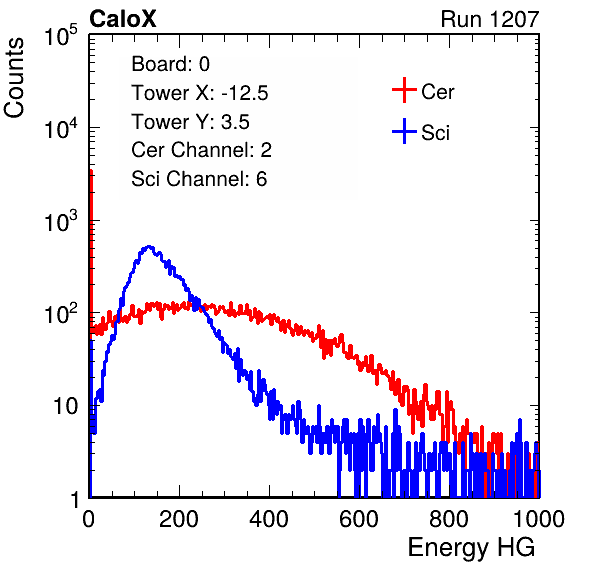 CaloX Run 1207
Counts
Board: 0
Tower X: -12.5
Tower Y: 3.5
Cer Channel: 2
Sci Channel: 6
Cer
Sci
10^5
10^4
10^3
10^2
10
1
0 200 400 600 800 1000
Energy HG